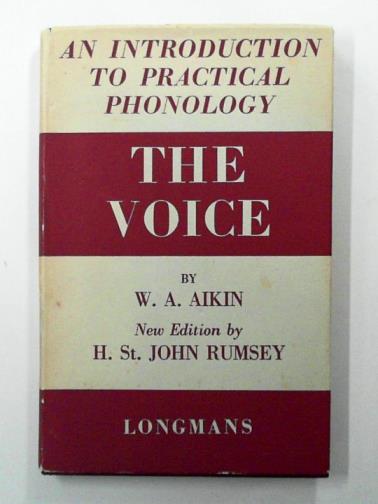 AN INTRODUCTION
TO PRACTICAL
PHONOLOGY
THE
VOICE
BY
W. A. AIKIN
New Edition by
H. St. JOHN RUMSEY
LONGMANS